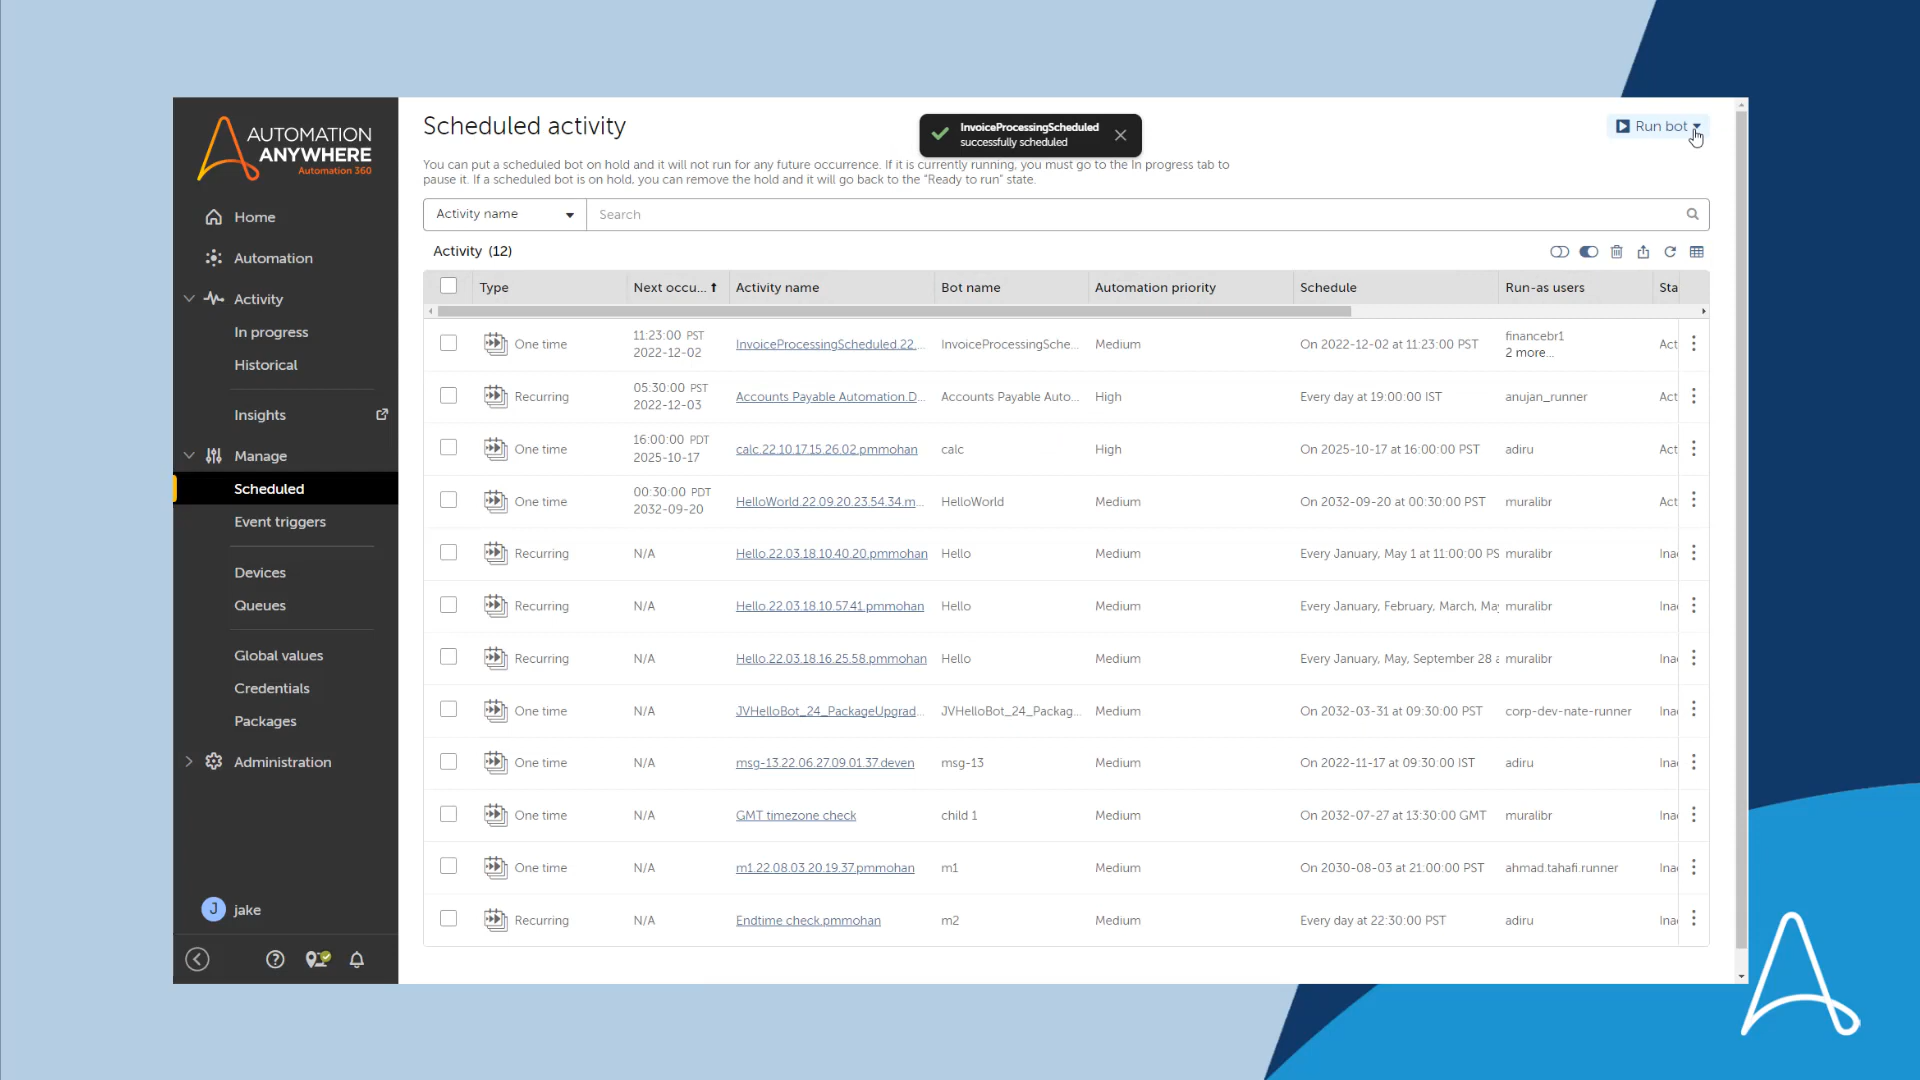 AUTOMATION
ANYWHERE
Automation 360
Home
Automation
Activity
In progress
Historical
Insights
Manage
Scheduled
Event triggers
Devices
Queues
Global values
Credentials
Packages
Administration
J jake
Scheduled activity
InvoiceProcessingScheduled
successfully scheduled
Run bot
You can put a scheduled bot on hold and it will not run for any future occurrence. If it is currently running, you must go to the In progress tab to
pause it. If a scheduled bot is on hold, you can remove the hold and it will go back to the "Ready to run" state.
Activity name Search
Activity (12)
Type Next occu... Activity name Bot name Automation priority Schedule Run-as users Sta
One time 11:23:00 PST 2022-12-02 InvoiceProcessingScheduled.22.... InvoiceProcessingSche... Medium On 2022-12-02 at 11:23:00 PST financebr1 2 more... Act
Recurring 05:30:00 PST 2022-12-03 Accounts Payable Automation.D... Accounts Payable Auto... High Every day at 19:00:00 IST anujan_runner Act
One time 16:00:00 PDT 2025-10-17 calc.22.10.17.15.26.02.pmmohan calc High On 2025-10-17 at 16:00:00 PST adiru Act
One time 00:30:00 PDT 2032-09-20 HelloWorld.22.09.20.23.54.34.m... HelloWorld Medium On 2032-09-20 at 00:30:00 PST muralibr Act
Recurring N/A Hello.22.03.18.10.40.20.pmmohan Hello Medium Every January, May 1 at 11:00:00 PS muralibr Ina
Recurring N/A Hello.22.03.18.10.57.41.pmmohan Hello Medium Every January, February, March, May muralibr Ina
Recurring N/A Hello.22.03.18.16.25.58.pmmohan Hello Medium Every January, May, September 28 a muralibr Ina
One time N/A JVHelloBot_24_PackageUpgrad... JVHelloBot_24_Packag... Medium On 2032-03-31 at 09:30:00 PST corp-dev-nate-runner Ina
One time N/A msg-13.22.06.27.09.01.37.deven msg-13 Medium On 2022-11-17 at 09:30:00 IST adiru Ina
One time N/A GMT timezone check child 1 Medium On 2032-07-27 at 13:30:00 GMT muralibr Ina
One time N/A m1.22.08.03.20.19.37.pmmohan m1 Medium On 2030-08-03 at 21:00:00 PST ahmad.tahafi.runner Ina
Recurring N/A Endtime check.pmmohan m2 Medium Every day at 22:30:00 PST adiru Ina